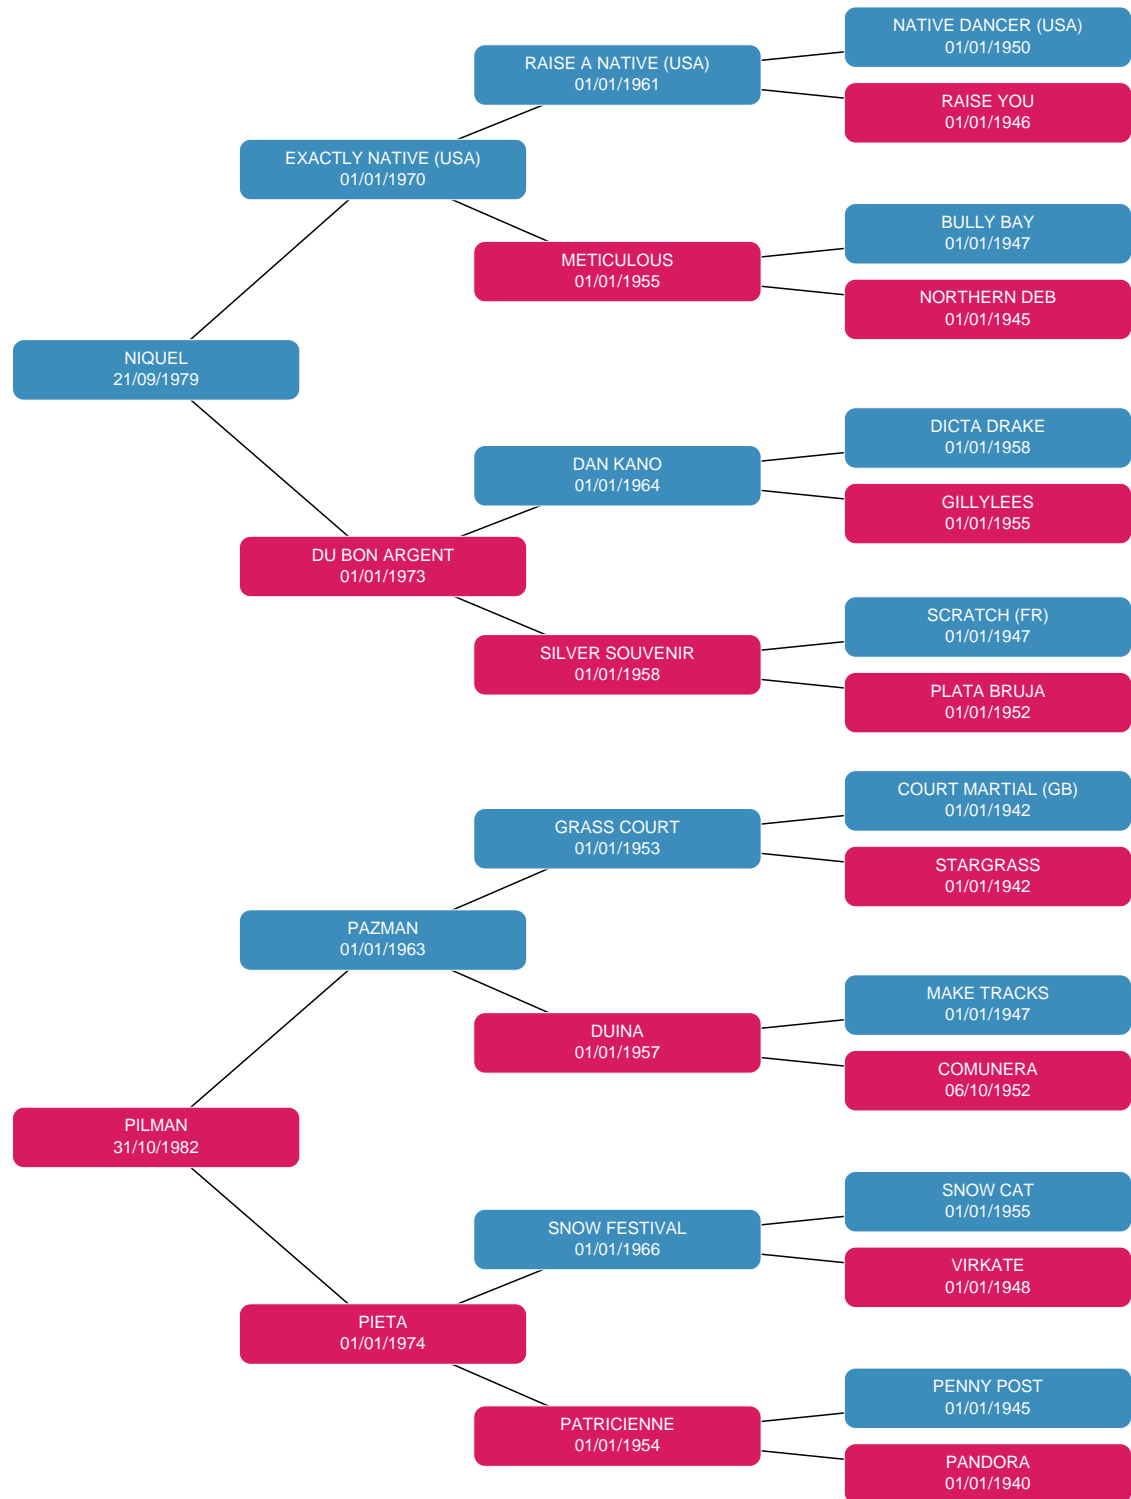 NATIVE DANCER (USA)
01/01/1950
RAISE A NATIVE (USA)
01/01/1961
RAISE YOU
01/01/1946
EXACTLY NATIVE (USA)
01/01/1970
BULLY BAY
01/01/1947
METICULOUS
01/01/1955
NORTHERN DEB
01/01/1945
NIQUEL
21/09/1979
DICTA DRAKE
01/01/1958
DAN KANO
01/01/1964
GILLYLEES
01/01/1955
DU BON ARGENT
01/01/1973
SCRATCH (FR)
01/01/1947
SILVER SOUVENIR
01/01/1958
PLATA BRUJA
01/01/1952
COURT MARTIAL (GB)
01/01/1942
GRASS COURT
01/01/1953
STARGRASS
01/01/1942
PAZMAN
01/01/1963
MAKE TRACKS
01/01/1947
DUINA
01/01/1957
COMUNERA
06/10/1952
PILMAN
31/10/1982
SNOW CAT
01/01/1955
SNOW FESTIVAL
01/01/1966
VIRKATE
01/01/1948
PIETA
01/01/1974
PENNY POST
01/01/1945
PATRICIENNE
01/01/1954
PANDORA
01/01/1940